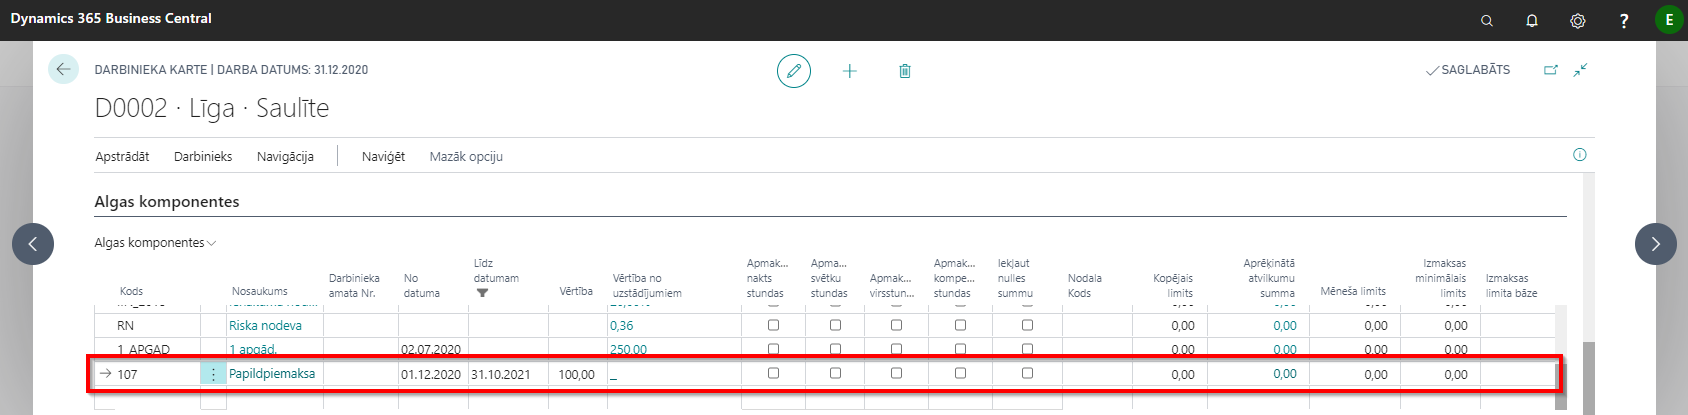 Dynamics 365 Business Central
?
E
DARBINIEKA KARTE | DARBA DATUMS: 31.12.2020
SAGLABĀTS
D0002 · Līga · Saulīte
Apstrādāt Darbinieks Navigācija Naviģēt Mazāk opciju
Algas komponentes
Algas komponentes
Kods Nosaukums Darbinieka amata Nr. No datuma Līdz datumam Vērtība Vērtība no uzstādījumiem Apmak... nakts stundas Apma... svētku stundas Apmak... virsstun... Apmak... kompe... stundas Iekļaut nulles summu Nodala Kods Kopējais limits Aprēķinātā atvilkumu summa Mēneša limits Izmaksas minimālais limits Izmaksas limita bāze
RN Riska nodeva 0,36 0,00 0,00 0,00 0,00
1_APGAD 1 apgād. 02.07.2020 250,00 0,00 0,00 0,00 0,00
107 Papildpiemaksa 01.12.2020 31.10.2021 100,00 _ 0,00 0,00 0,00 0,00